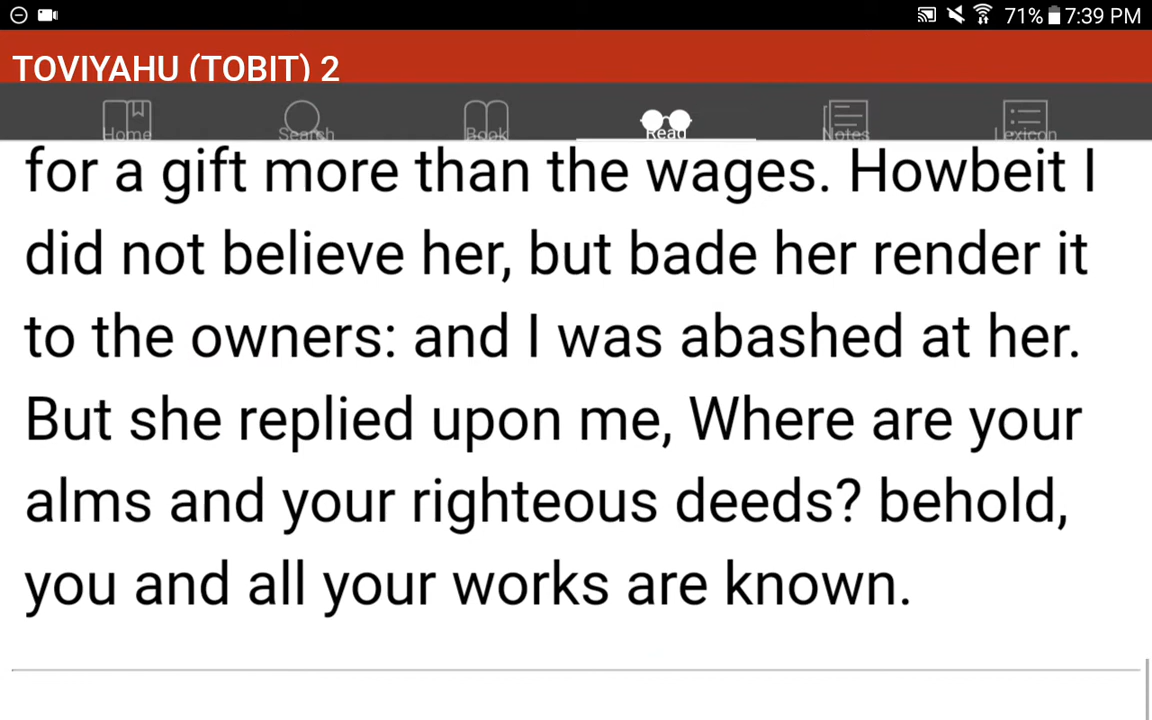 71% 7:39 PM
TOVIYAHU (TOBIT) 2
Home Search Book Read Notes Lexicon
for a gift more than the wages. Howbeit I
did not believe her, but bade her render it
to the owners: and I was abashed at her.
But she replied upon me, Where are your
alms and your righteous deeds? behold,
you and all your works are known.